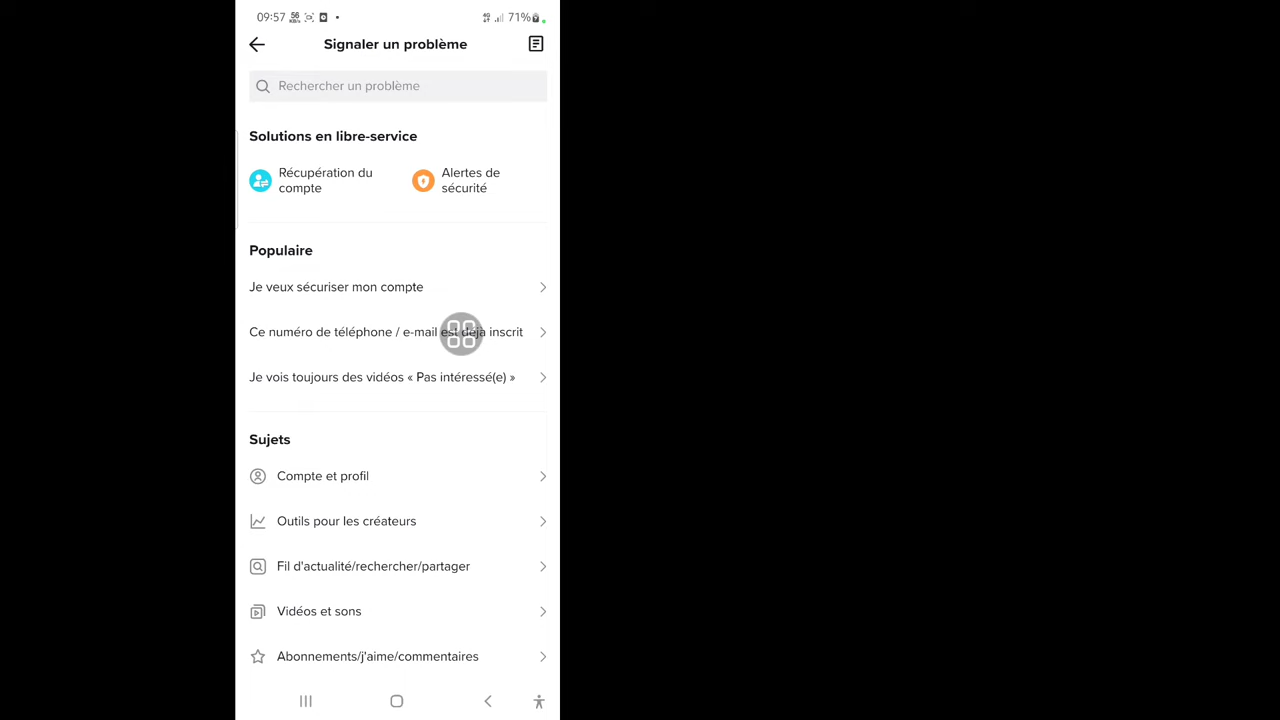 09:57 56 KB/s 4G 71%
Signaler un problème
Rechercher un problème
Solutions en libre-service
Récupération du
compte
Alertes de
sécurité
Populaire
Je veux sécuriser mon compte
Ce numéro de téléphone / e-mail est déjà inscrit
Je vois toujours des vidéos « Pas intéressé(e) »
Sujets
Compte et profil
Outils pour les créateurs
Fil d'actualité/rechercher/partager
Vidéos et sons
Abonnements/j'aime/commentaires